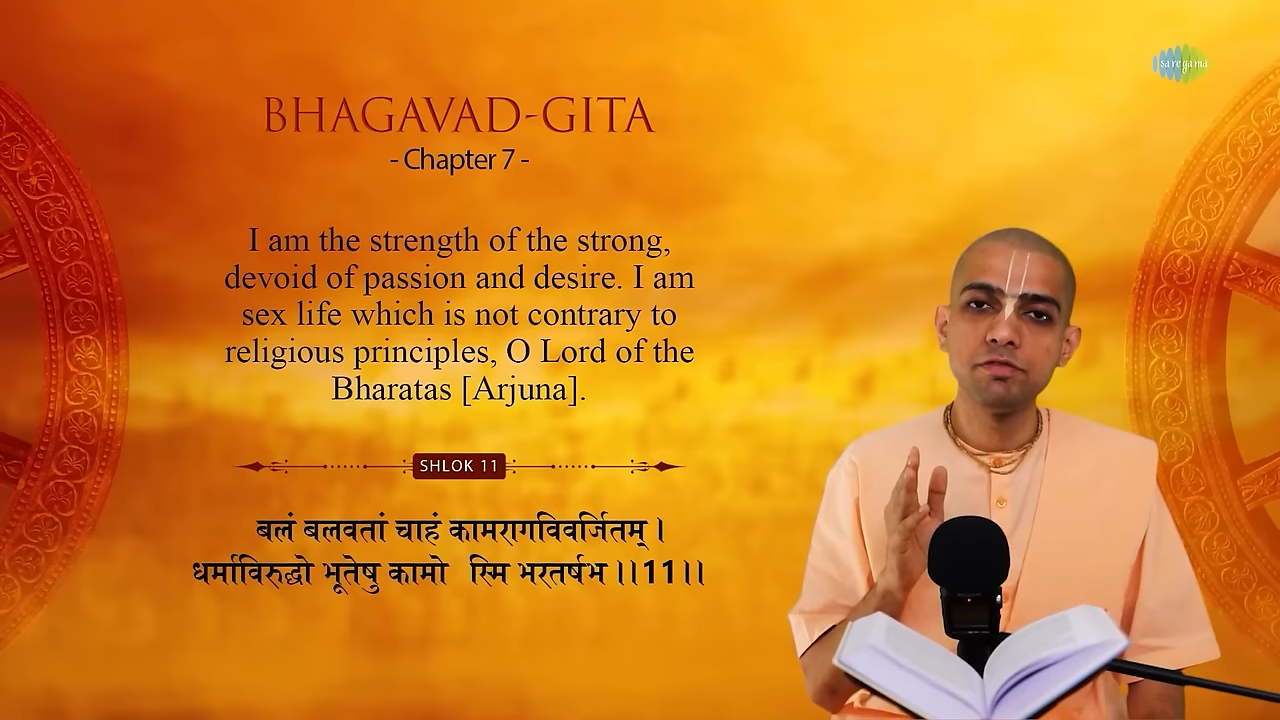 saregama
BHAGAVAD-GITA
- Chapter 7 -
I am the strength of the strong,
devoid of passion and desire. I am
sex life which is not contrary to
religious principles, O Lord of the
Bharatas [Arjuna].
SHLOK 11
बलं बलवतां चाहं कामरागविवर्जितम् ।
धर्माविरुद्धो भूतेषु कामो स्मि भरतर्षभ ।।11।।